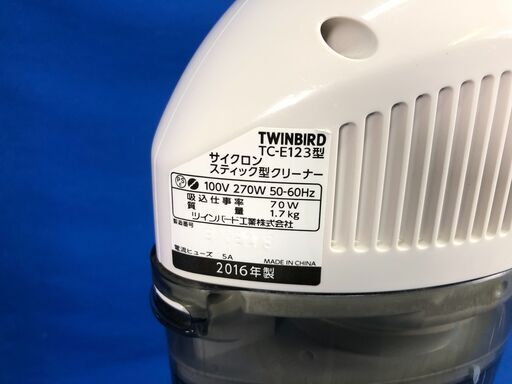 TWINBIRD
TC-E123型
サイクロン
スティック型クリーナー
100V 270W 50-60Hz
吸込仕事率 70W
質量 1.7kg
ツインバード工業株式会社
製造番号
電流ヒューズ 5A MADE IN CHINA
2016年製